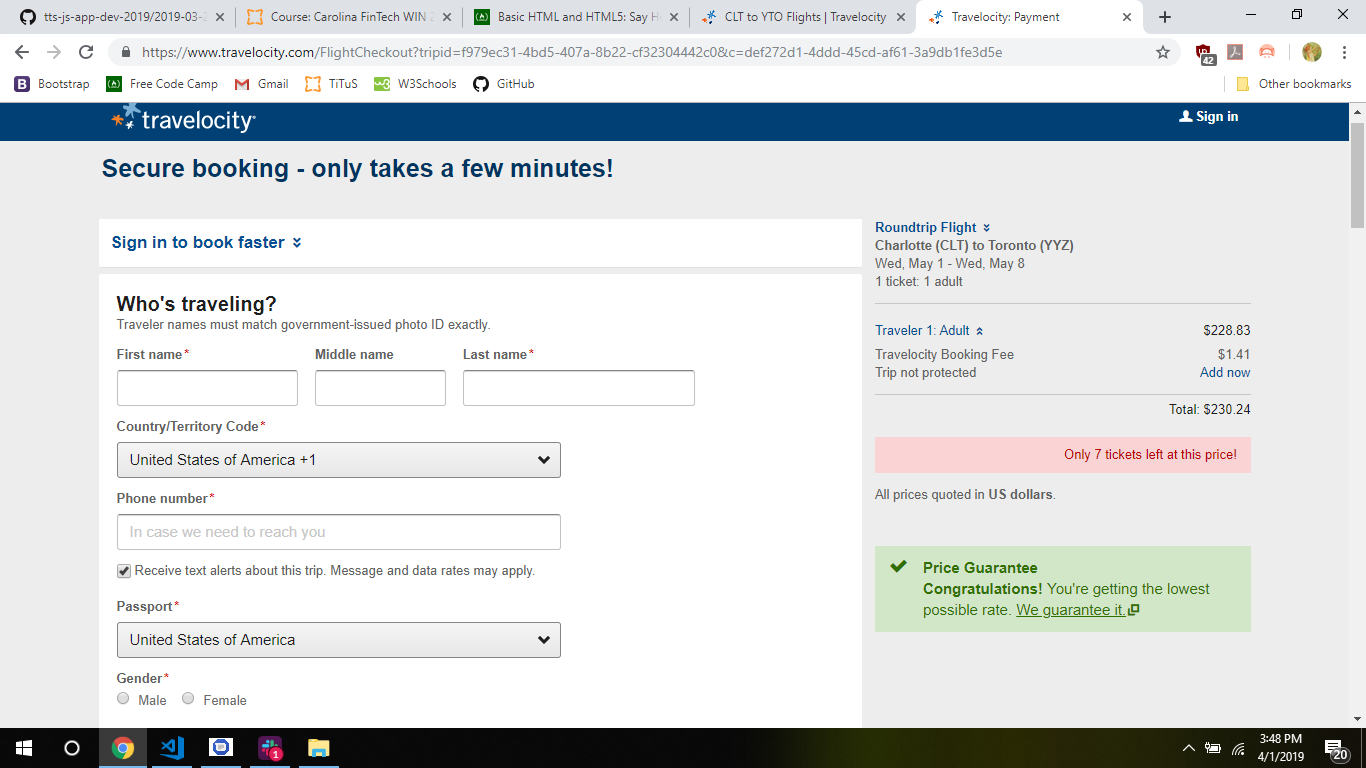 tts-js-app-dev-2019/2019-03-2
Course: Carolina FinTech WIN 2
Basic HTML and HTML5: Say H
CLT to YTO Flights | Travelocity
Travelocity: Payment
https://www.travelocity.com/FlightCheckout?tripid=f979ec31-4bd5-407a-8b22-cf32304442c0&c=def272d1-4ddd-45cd-af61-3a9db1fe3d5e
42
Bootstrap
Free Code Camp
Gmail
TiTuS
W3Schools
GitHub
Other bookmarks
travelocity
Sign in
Secure booking - only takes a few minutes!
Sign in to book faster
Who's traveling?
Traveler names must match government-issued photo ID exactly.
First name* Middle name Last name*
Country/Territory Code*
United States of America +1
Phone number*
In case we need to reach you
Receive text alerts about this trip. Message and data rates may apply.
Passport*
United States of America
Gender*
Male Female
Roundtrip Flight
Charlotte (CLT) to Toronto (YYZ)
Wed, May 1 - Wed, May 8
1 ticket: 1 adult
Traveler 1: Adult $228.83
Travelocity Booking Fee $1.41
Trip not protected Add now
Total: $230.24
Only 7 tickets left at this price!
All prices quoted in US dollars.
Price Guarantee
Congratulations! You're getting the lowest
possible rate. We guarantee it.
1
3:48 PM
4/1/2019
20